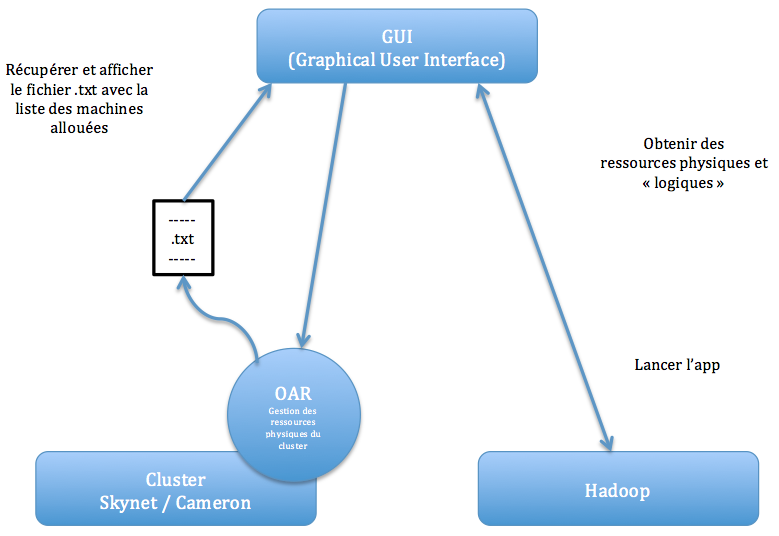 GUI
(Graphical User Interface)
Récupérer et afficher
le fichier .txt avec la
liste des machines
allouées
Obtenir des
ressources physiques et
« logiques »
-----
.txt
-----
Lancer l’app
OAR
Gestion des
ressources
physiques du
cluster
Cluster
Skynet / Cameron
Hadoop